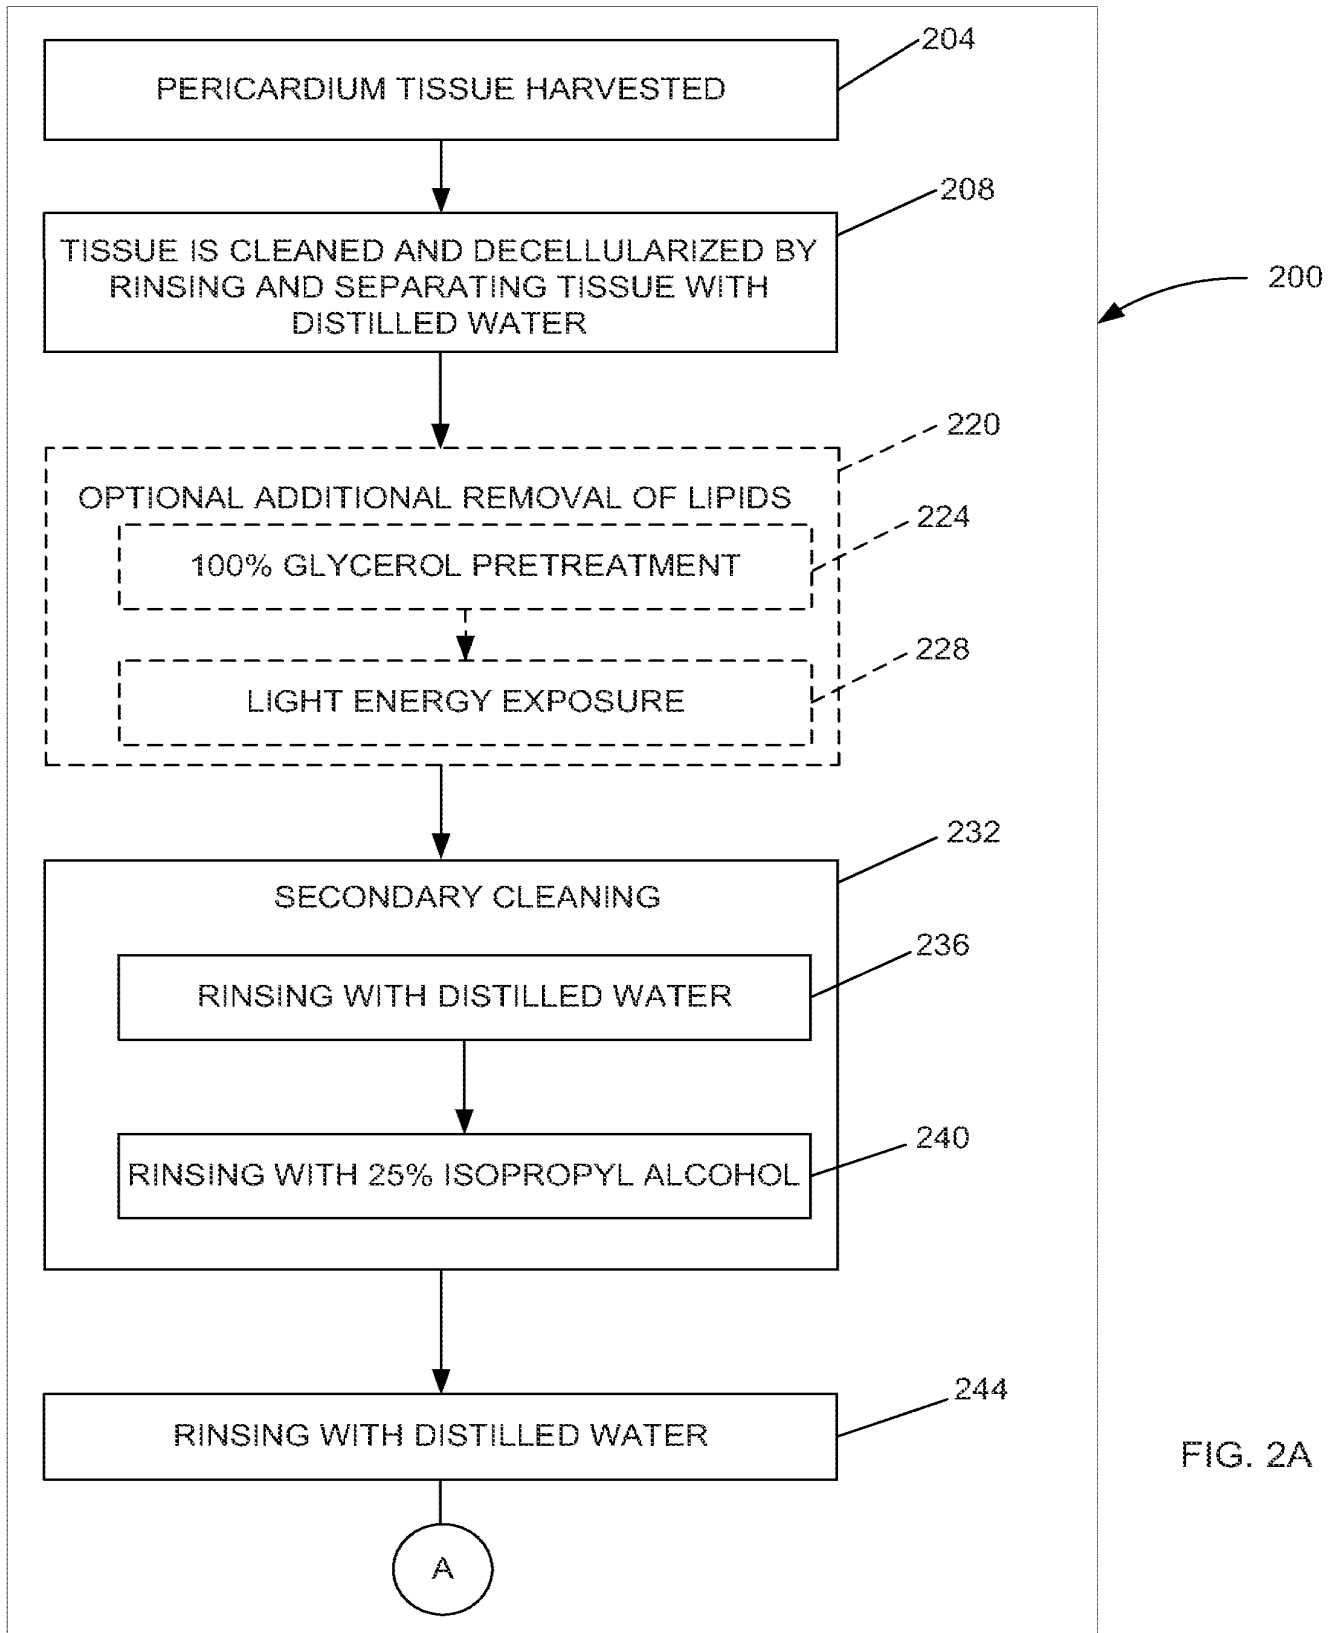 204
PERICARDIUM TISSUE HARVESTED
208
TISSUE IS CLEANED AND DECELLULARIZED BY
RINSING AND SEPARATING TISSUE WITH
DISTILLED WATER
200
220
OPTIONAL ADDITIONAL REMOVAL OF LIPIDS
224
100% GLYCEROL PRETREATMENT
228
LIGHT ENERGY EXPOSURE
232
SECONDARY CLEANING
236
RINSING WITH DISTILLED WATER
240
RINSING WITH 25% ISOPROPYL ALCOHOL
244
RINSING WITH DISTILLED WATER
FIG. 2A
A